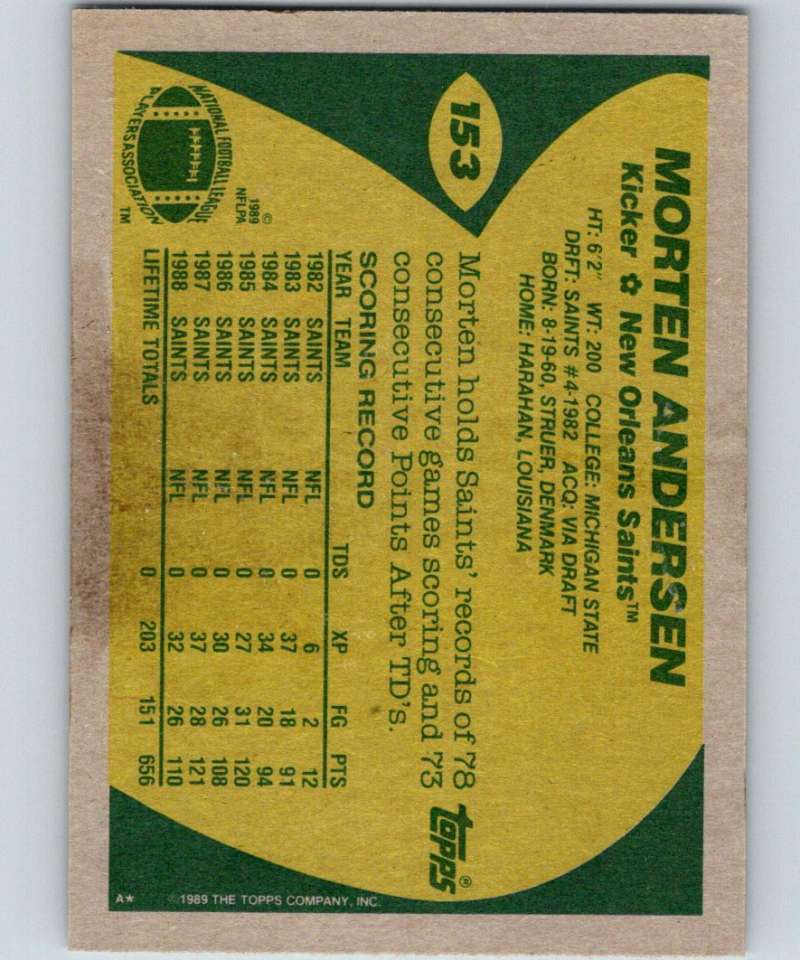 153
MORTEN ANDERSEN
Kicker ✿ New Orleans Saints™
HT: 6'2" WT: 200 COLLEGE: MICHIGAN STATE
DRFT: SAINTS #4-1982 ACQ: VIA DRAFT
BORN: 8-19-60, STRUER, DENMARK
HOME: HARAHAN, LOUISIANA
Morten holds Saints' records of 78
consecutive games scoring and 73
consecutive Points After TD's.
TOPPS®
SCORING RECORD
YEAR TEAM TDS XP FG PTS
1982 SAINTS NFL 0 6 2 12
1983 SAINTS NFL 0 37 18 91
1984 SAINTS NFL 0 34 20 94
1985 SAINTS NFL 0 27 31 120
1986 SAINTS NFL 0 30 26 108
1987 SAINTS NFL 0 37 28 121
1988 SAINTS NFL 0 32 26 110
LIFETIME TOTALS 0 203 151 656
NATIONAL FOOTBALL LEAGUE
PLAYERS ASSOCIATION
TM
©
1989
NFLPA
A* ©1989 THE TOPPS COMPANY, INC.